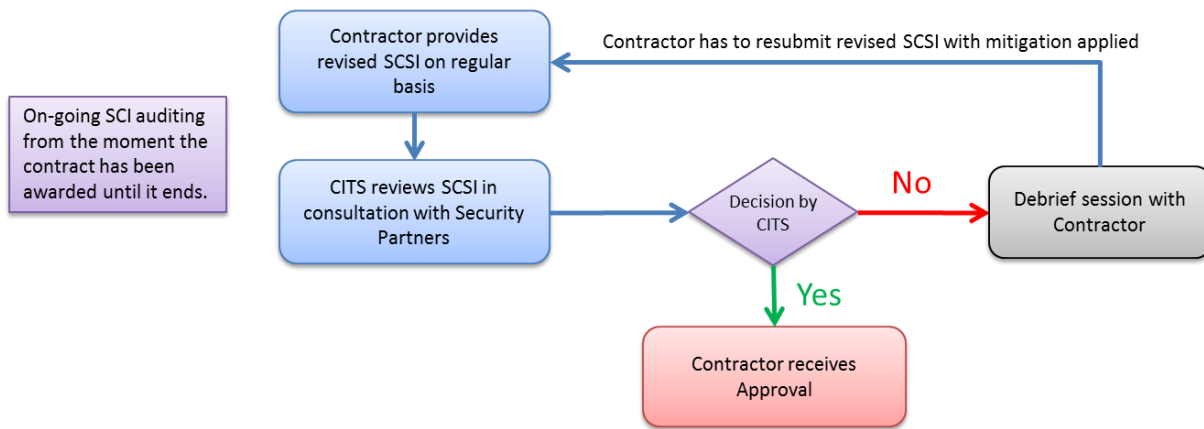 Contractor provides
revised SCSI on regular
basis
Contractor has to resubmit revised SCSI with mitigation applied
On-going SCI auditing
from the moment the
contract has been
awarded until it ends.
CITS reviews SCSI in
consultation with Security
Partners
Decision by
CITS
No
Debrief session with
Contractor
Yes
Contractor receives
Approval